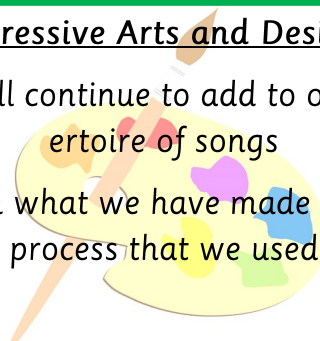 ressive Arts and Desi
ll continue to add to o
ertoire of songs
what we have made
process that we used